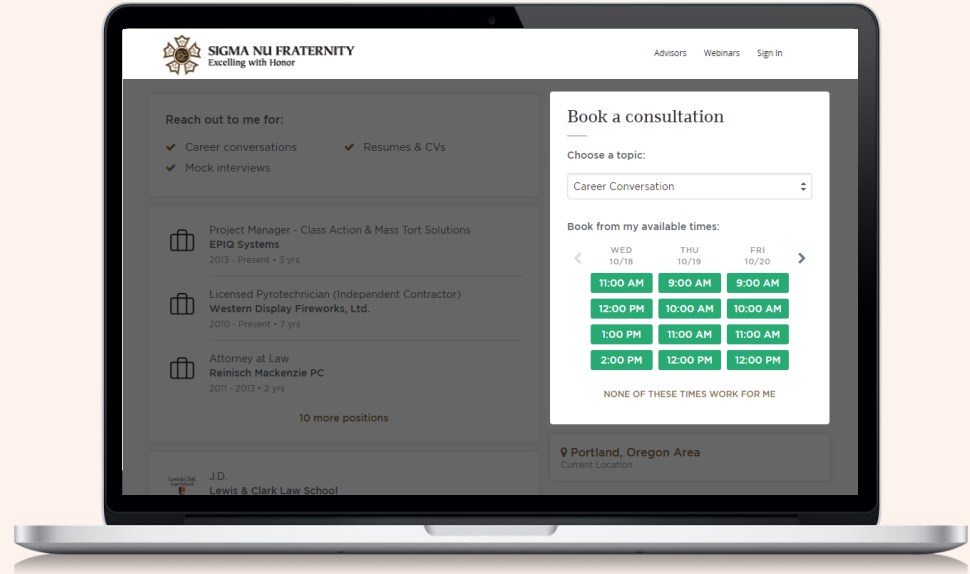 SIGMA NU FRATERNITY
Excelling with Honor
Advisors Webinars Sign In
Reach out to me for:
Career conversations
Resumes & CVs
Mock interviews
Project Manager - Class Action & Mass Tort Solutions
EPIQ Systems
2013 - Present • 3 yrs
Licensed Pyrotechnician (Independent Contractor)
Western Display Fireworks, Ltd.
2010 - Present • 7 yrs
Attorney at Law
Reinisch Mackenzie PC
2011 - 2013 • 2 yrs
10 more positions
Lewis & Clark
Law School
J.D.
Lewis & Clark Law School
Book a consultation
Choose a topic:
Career Conversation
Book from my available times:
WED THU FRI
10/18 10/19 10/20
11:00 AM 9:00 AM 9:00 AM
12:00 PM 10:00 AM 10:00 AM
1:00 PM 11:00 AM 11:00 AM
2:00 PM 12:00 PM 12:00 PM
NONE OF THESE TIMES WORK FOR ME
Portland, Oregon Area
Current Location